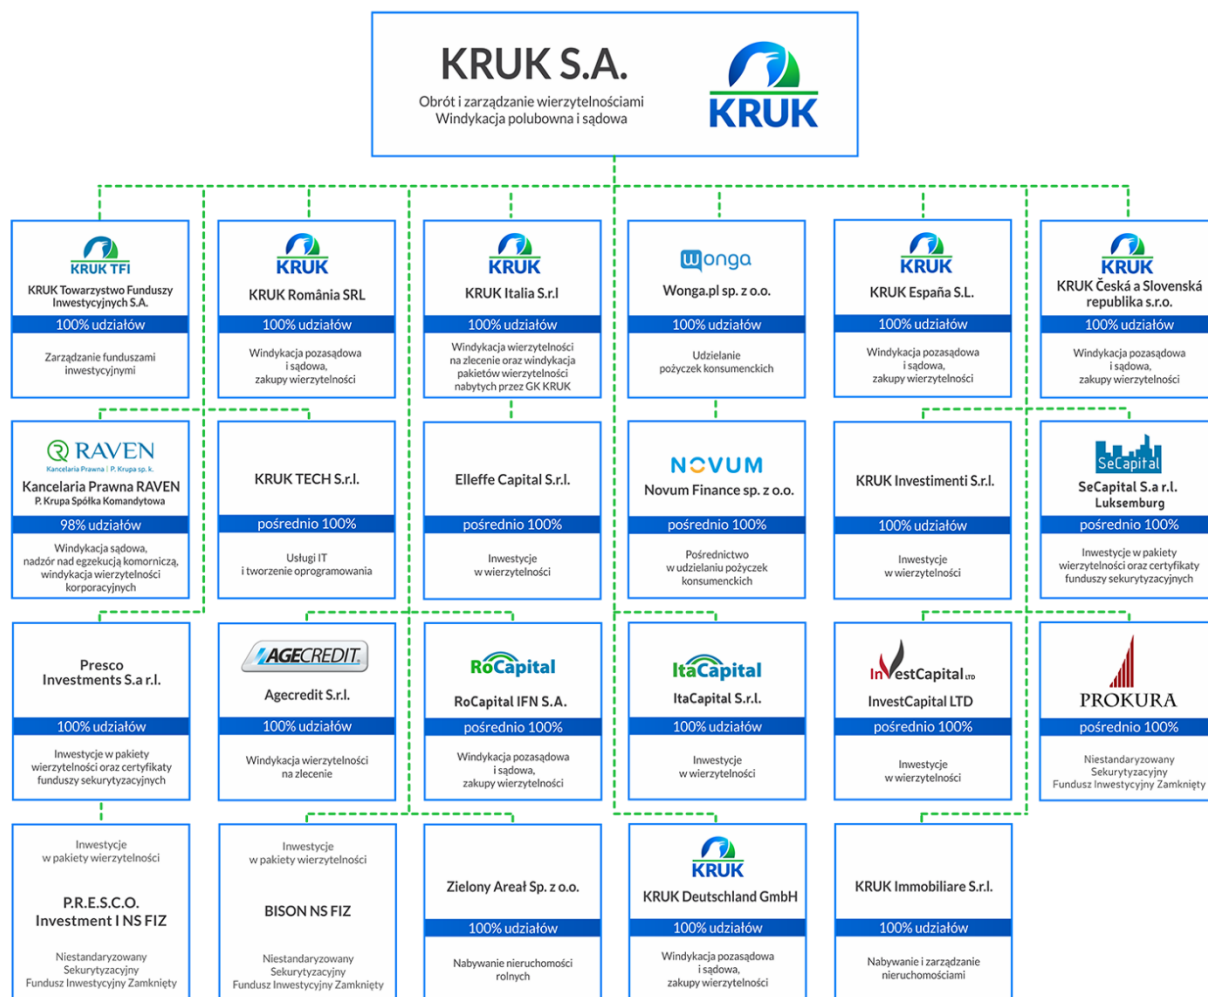 KRUK S.A.
Obrót i zarządzanie wierzytelnościami
Windykacja polubowna i sądowa
KRUK
KRUK TFI
KRUK Towarzystwo Funduszy
Inwestycyjnych S.A.
100% udziałów
Zarządzanie funduszami
inwestycyjnymi
KRUK
KRUK România SRL
100% udziałów
Windykacja pozasądowa
i sądowa,
zakupy wierzytelności
KRUK
KRUK Italia S.r.l
100% udziałów
Windykacja wierzytelności
na zlecenie oraz windykacja
pakietów wierzytelności
nabytych przez GK KRUK
wonga
Wonga.pl sp. z o.o.
100% udziałów
Udzielanie
pożyczek konsumenckich
KRUK
KRUK España S.L.
100% udziałów
Windykacja pozasądowa
i sądowa,
zakupy wierzytelności
KRUK
KRUK Česká a Slovenská
republika s.r.o.
100% udziałów
Windykacja pozasądowa
i sądowa,
zakupy wierzytelności
RAVEN
Kancelaria Prawna | P. Krupa sp. k.
Kancelaria Prawna RAVEN
P. Krupa Spółka Komandytowa
98% udziałów
Windykacja sądowa,
nadzór nad egzekucją komorniczą,
windykacja wierzytelności
korporacyjnych
KRUK TECH S.r.l.
pośrednio 100%
Usługi IT
i tworzenie oprogramowania
Elleffe Capital S.r.l.
pośrednio 100%
Inwestycje
w wierzytelności
NOVUM
Novum Finance sp. z o.o.
pośrednio 100%
Pośrednictwo
w udzielaniu pożyczek
konsumenckich
KRUK Investimenti S.r.l.
100% udziałów
Inwestycje
w wierzytelności
SeCapital
SeCapital S.a r.l.
Luksemburg
pośrednio 100%
Inwestycje w pakiety
wierzytelności oraz certyfikaty
funduszy sekurytyzacyjnych
Presco
Investments S.a r.l.
100% udziałów
Inwestycje w pakiety
wierzytelności oraz certyfikaty
funduszy sekurytyzacyjnych
AGECREDIT
Agecredit S.r.l.
100% udziałów
Windykacja wierzytelności
na zlecenie
RoCapital
RoCapital IFN S.A.
pośrednio 100%
Windykacja pozasądowa
i sądowa,
zakupy wierzytelności
ItaCapital
ItaCapital S.r.l.
100% udziałów
Inwestycje
w wierzytelności
InvestCapital LTD
InvestCapital LTD
pośrednio 100%
Inwestycje
w wierzytelności
PROKURA
pośrednio 100%
Niestandaryzowany
Sekurytyzacyjny
Fundusz Inwestycyjny Zamknięty
Inwestycje
w pakiety wierzytelności
P.R.E.S.C.O.
Investment I NS FIZ
Niestandaryzowany
Sekurytyzacyjny
Fundusz Inwestycyjny Zamknięty
Inwestycje
w pakiety wierzytelności
BISON NS FIZ
Niestandaryzowany
Sekurytyzacyjny
Fundusz Inwestycyjny Zamknięty
Zielony Areał Sp. z o.o.
100% udziałów
Nabywanie nieruchomości
rolnych
KRUK
KRUK Deutschland GmbH
100% udziałów
Windykacja pozasądowa
i sądowa,
zakupy wierzytelności
KRUK Immobiliare S.r.l.
100% udziałów
Nabywanie i zarządzanie
nieruchomościami